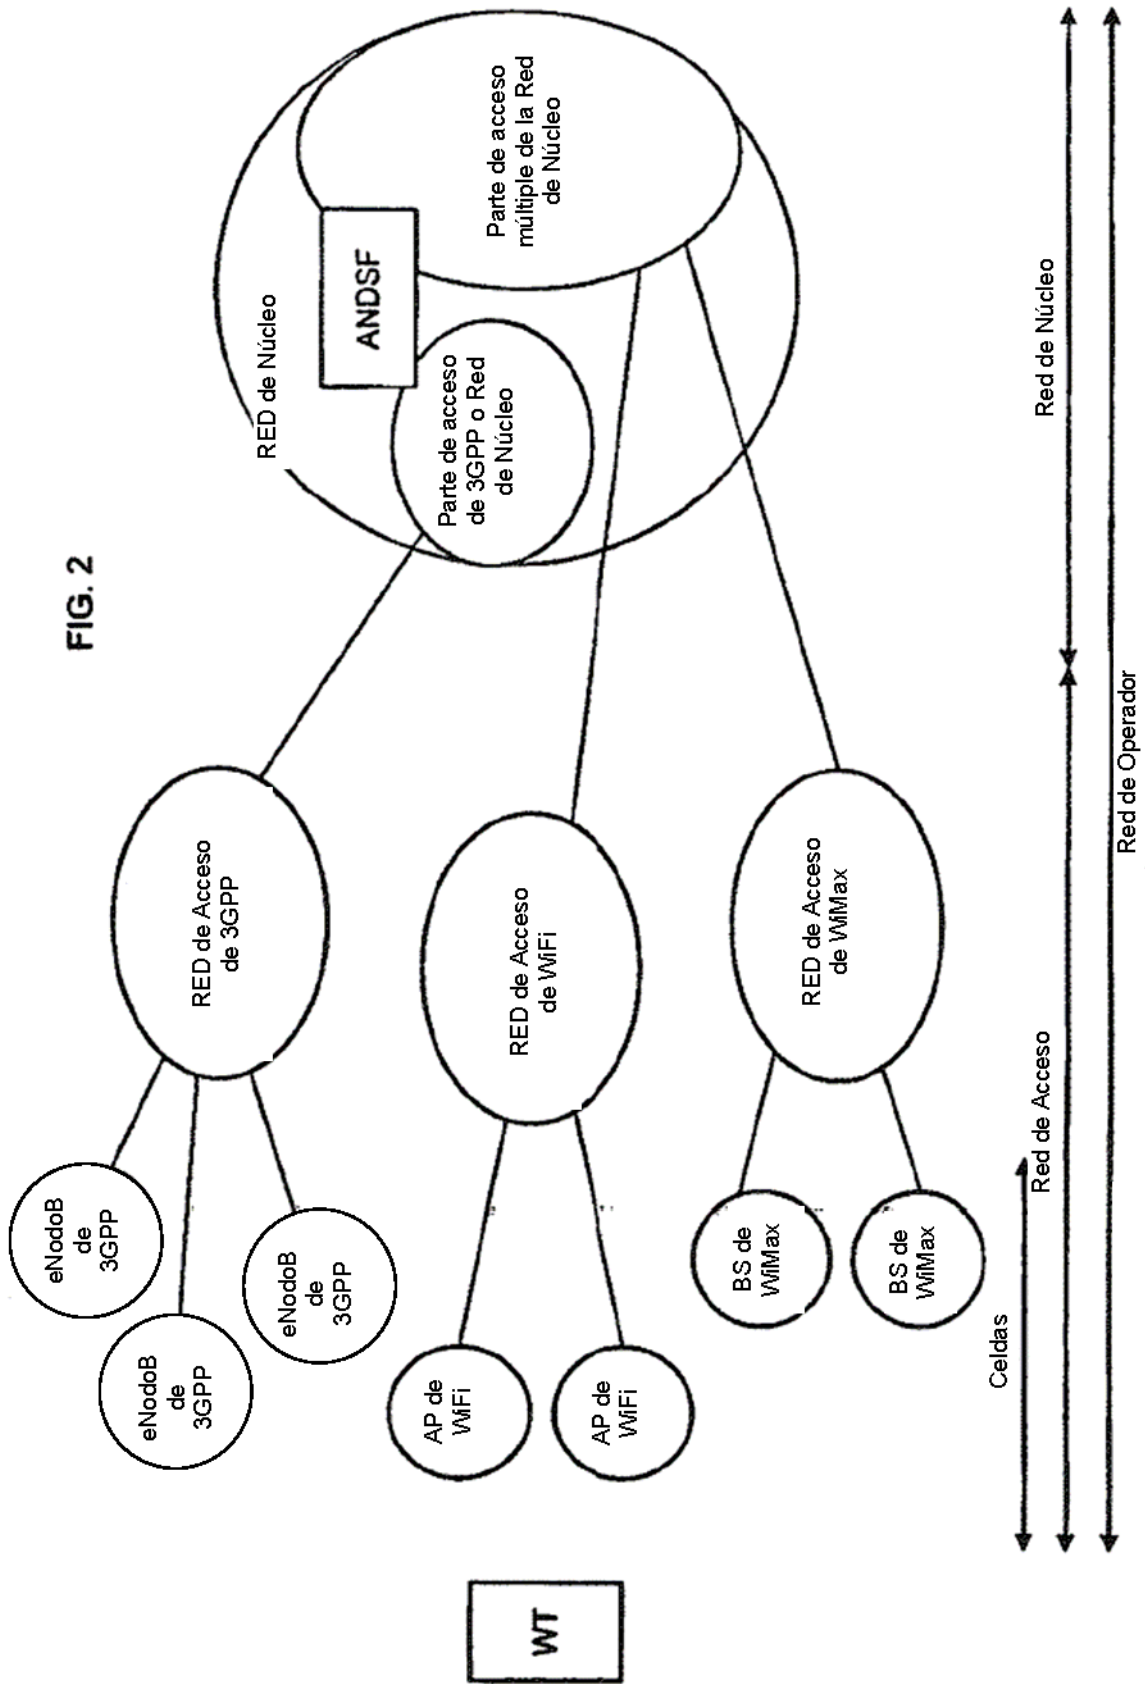 FIG. 2
eNodoB
de
3GPP
eNodoB
de
3GPP
eNodoB
de
3GPP
RED de Acceso
de 3GPP
RED de Núcleo
ANDSF
Parte de acceso
de 3GPP o Red
de Núcleo
Parte de acceso
múltiple de la Red
de Núcleo
WT
AP de
WiFi
AP de
WiFi
RED de Acceso
de WiFi
BS de
WiMax
BS de
WiMax
RED de Acceso
de WiMax
Celdas
Red de Acceso
Red de Núcleo
Red de Operador